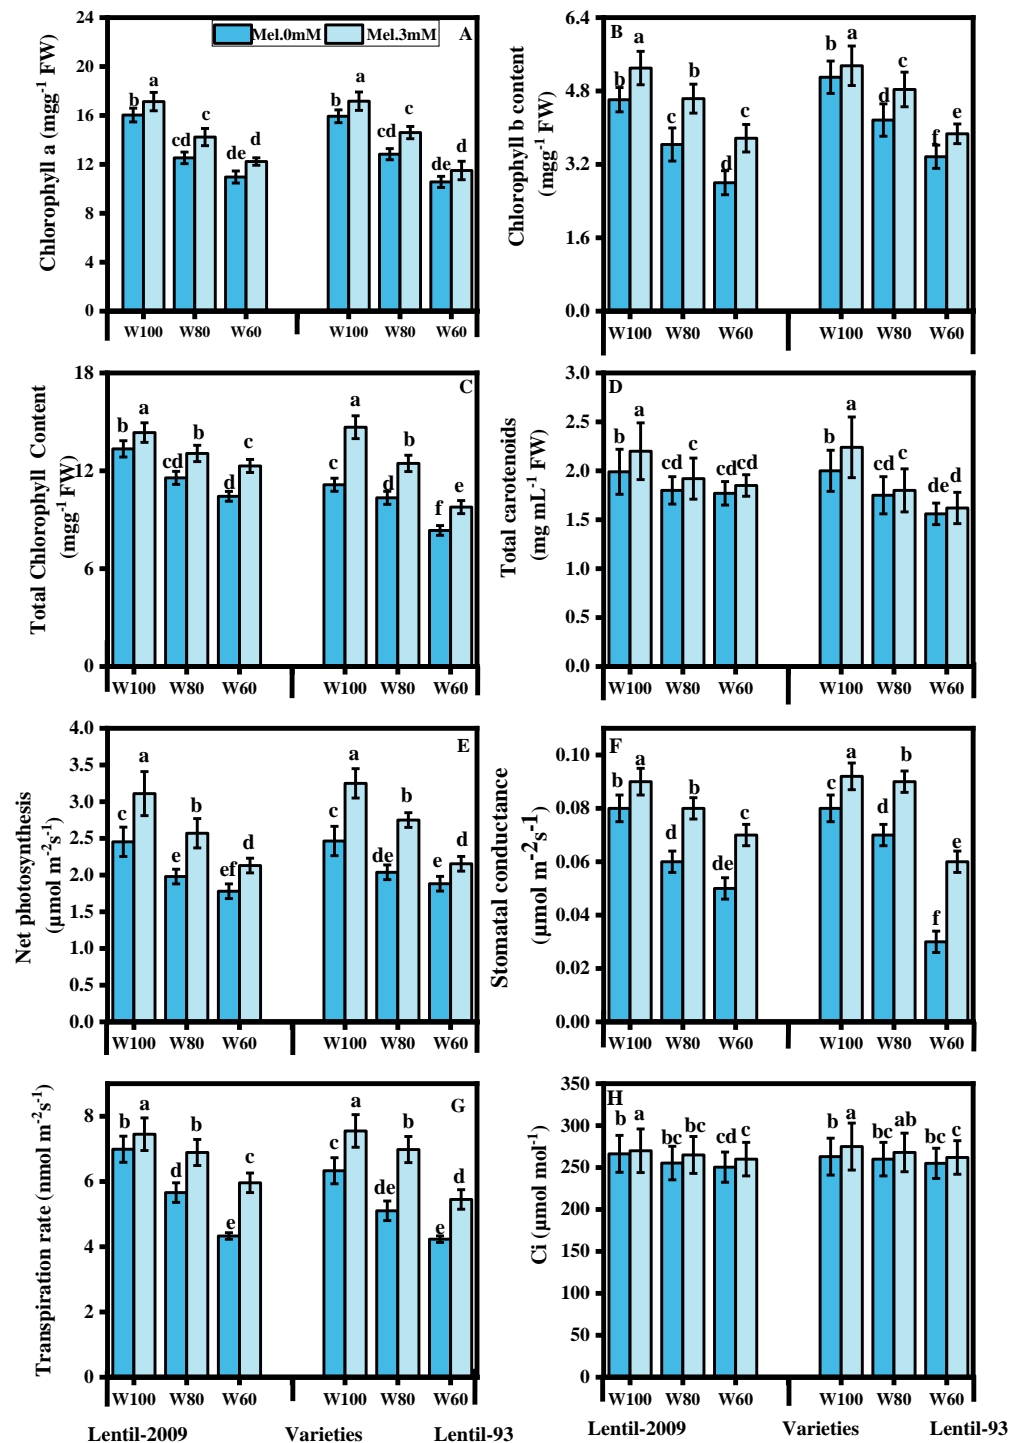 Mel.0mM Mel.3mM
A
Chlorophyll a (mgg-1 FW)
24
20
16
12
8
4
0
b a cd c de d b a cd c de d
W100 W80 W60 W100 W80 W60
B
Chlorophyll b content
(mgg-1 FW)
6.4
4.8
3.2
1.6
0.0
b a c b d c b a d c f e
W100 W80 W60 W100 W80 W60
C
Total Chlorophyll Content
(mgg-1 FW)
18
12
6
0
b a cd b d c c a d b f e
W100 W80 W60 W100 W80 W60
D
Total carotenoids
(mg mL-1 FW)
3.0
2.5
2.0
1.5
1.0
0.5
0.0
b a cd c cd cd b a cd c de d
W100 W80 W60 W100 W80 W60
E
Net photosynthesis
(µmol m-2s-1)
4.0
3.5
3.0
2.5
2.0
1.5
1.0
0.5
0.0
c a e b ef d c a de b e d
W100 W80 W60 W100 W80 W60
F
Stomatal conductance
(µmol m-2s-1)
0.10
0.08
0.06
0.04
0.02
0.00
b a d b de c c a d b f e
W100 W80 W60 W100 W80 W60
G
Transpiration rate (nmol m-2s-1)
8
6
4
2
0
b a d b e c c a de b e d
W100 W80 W60 W100 W80 W60
Lentil-2009 Varieties Lentil-93
H
Ci (µmol mol-1)
350
300
250
200
150
100
50
0
b a bc bc cd c b a bc ab bc c
W100 W80 W60 W100 W80 W60
Lentil-2009 Varieties Lentil-93